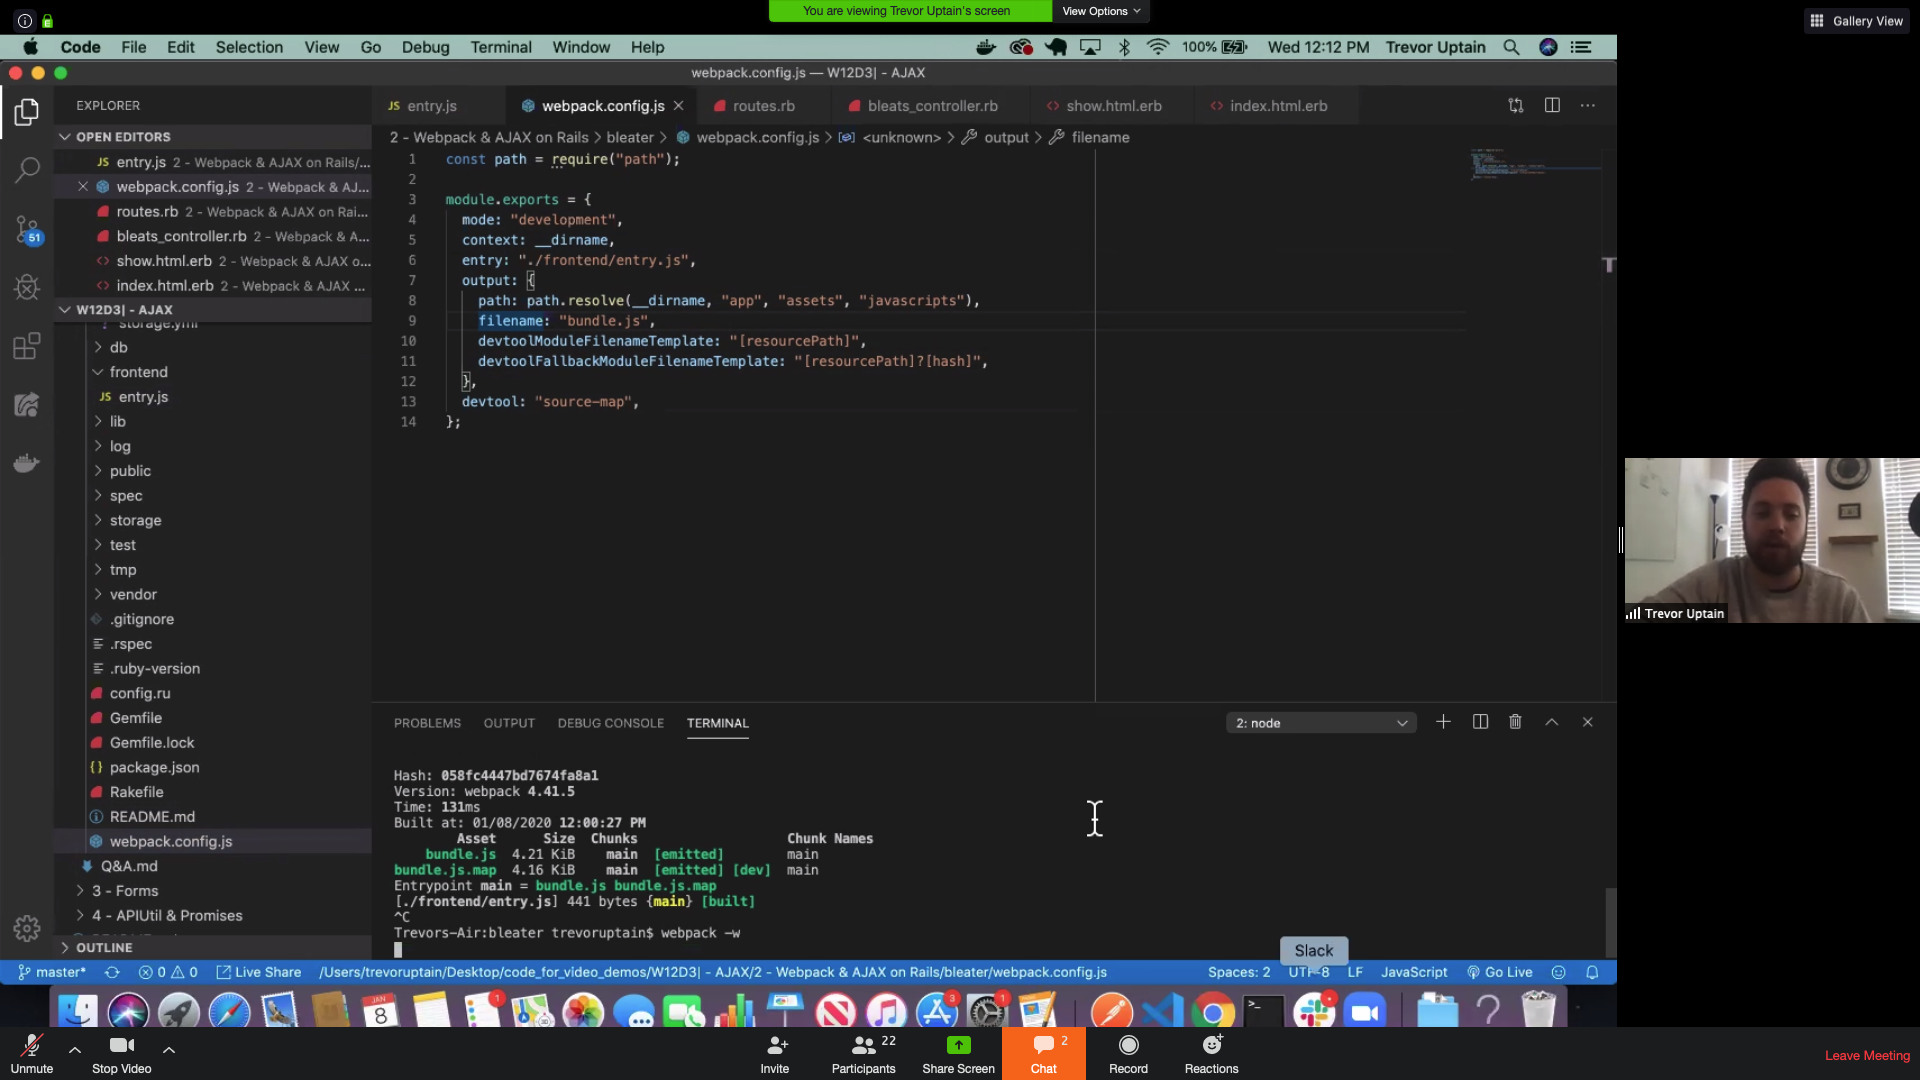 You are viewing Trevor Uptain's screen
View Options
Gallery View
Code File Edit Selection View Go Debug Terminal Window Help
100% Wed 12:12 PM Trevor Uptain
webpack.config.js — W12D3| - AJAX
EXPLORER
OPEN EDITORS
JS entry.js 2 - Webpack & AJAX on Rails/...
webpack.config.js 2 - Webpack & AJ...
routes.rb 2 - Webpack & AJAX on Rai...
bleats_controller.rb 2 - Webpack & A...
show.html.erb 2 - Webpack & AJAX o...
index.html.erb 2 - Webpack & AJAX ...
W12D3| - AJAX
storage.yml
db
frontend
JS entry.js
lib
log
public
spec
storage
test
tmp
vendor
.gitignore
.rspec
.ruby-version
config.ru
Gemfile
Gemfile.lock
{} package.json
Rakefile
README.md
webpack.config.js
Q&A.md
3 - Forms
4 - APIUtil & Promises
OUTLINE
51
JS entry.js
webpack.config.js
routes.rb
bleats_controller.rb
show.html.erb
index.html.erb
2 - Webpack & AJAX on Rails > bleater > webpack.config.js > <unknown> > output > filename
1 const path = require("path");
2
3 module.exports = {
4 mode: "development",
5 context: __dirname,
6 entry: "./frontend/entry.js",
7 output: {
8 path: path.resolve(__dirname, "app", "assets", "javascripts"),
9 filename: "bundle.js",
10 devtoolModuleFilenameTemplate: "[resourcePath]",
11 devtoolFallbackModuleFilenameTemplate: "[resourcePath]?[hash]",
12 },
13 devtool: "source-map",
14 };
PROBLEMS OUTPUT DEBUG CONSOLE TERMINAL
2: node
Hash: 058fc4447bd7674fa8a1
Version: webpack 4.41.5
Time: 131ms
Built at: 01/08/2020 12:00:27 PM
Asset Size Chunks Chunk Names
bundle.js 4.21 KiB main [emitted] main
bundle.js.map 4.16 KiB main [emitted] [dev] main
Entrypoint main = bundle.js bundle.js.map
[./frontend/entry.js] 441 bytes {main} [built]
^C
Trevors-Air:bleater trevoruptain$ webpack -w
Slack
master* 0 0 Live Share /Users/trevoruptain/Desktop/code_for_video_demos/W12D3| - AJAX/2 - Webpack & AJAX on Rails/bleater/webpack.config.js
Spaces: 2 UTF-8 LF JavaScript Go Live
JAN
8
1
3
1
Trevor Uptain
Unmute
Stop Video
Invite
Participants 22
Share Screen
Chat 2
Record
Reactions
Leave Meeting